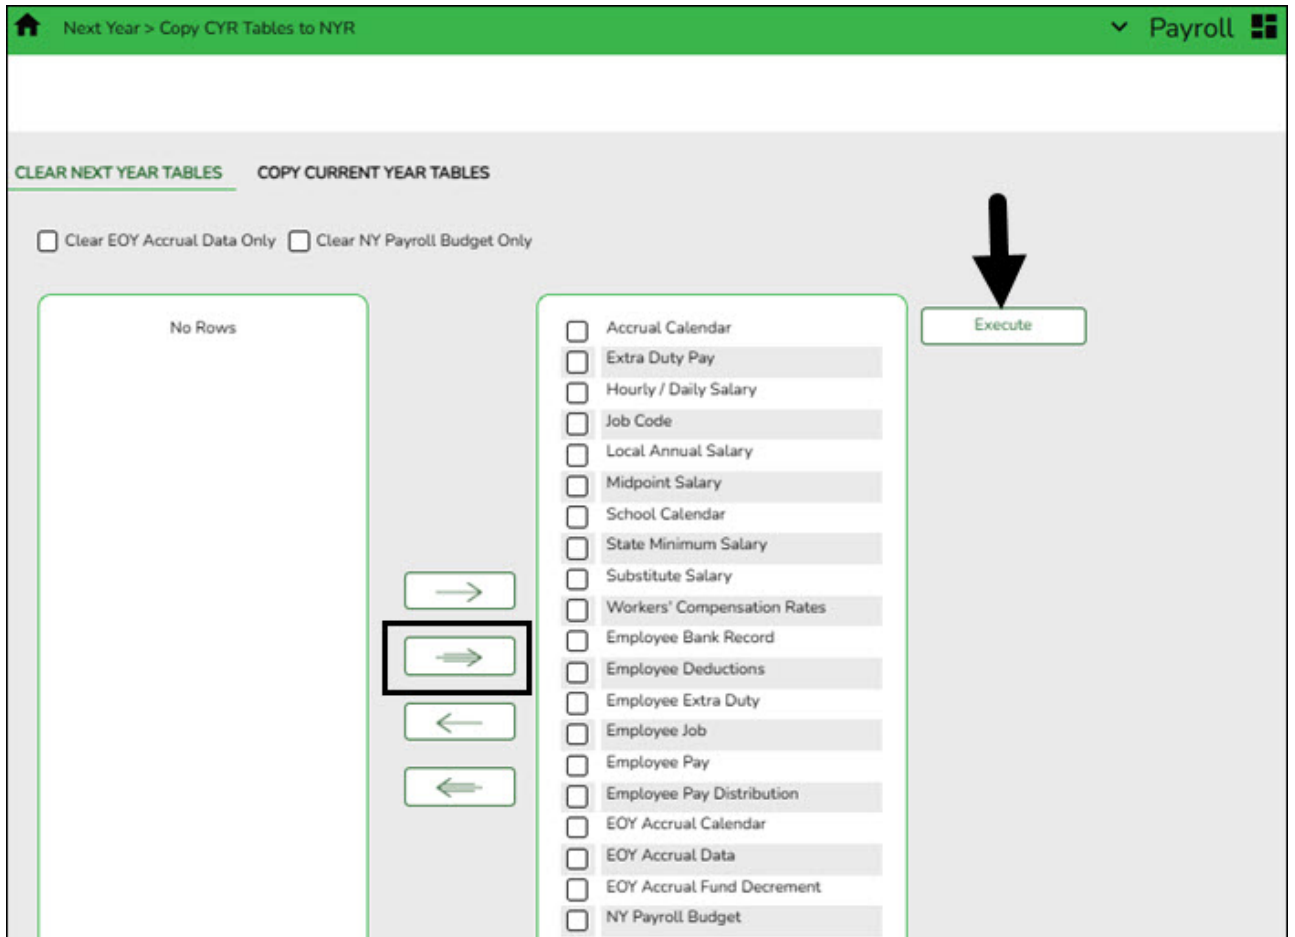 Next Year > Copy CYR Tables to NYR
Payroll
CLEAR NEXT YEAR TABLES
COPY CURRENT YEAR TABLES
Clear EOY Accrual Data Only
Clear NY Payroll Budget Only
No Rows
Accrual Calendar
Extra Duty Pay
Hourly / Daily Salary
Job Code
Local Annual Salary
Midpoint Salary
School Calendar
State Minimum Salary
Substitute Salary
Workers' Compensation Rates
Employee Bank Record
Employee Deductions
Employee Extra Duty
Employee Job
Employee Pay
Employee Pay Distribution
EOY Accrual Calendar
EOY Accrual Data
EOY Accrual Fund Decrement
NY Payroll Budget
Execute